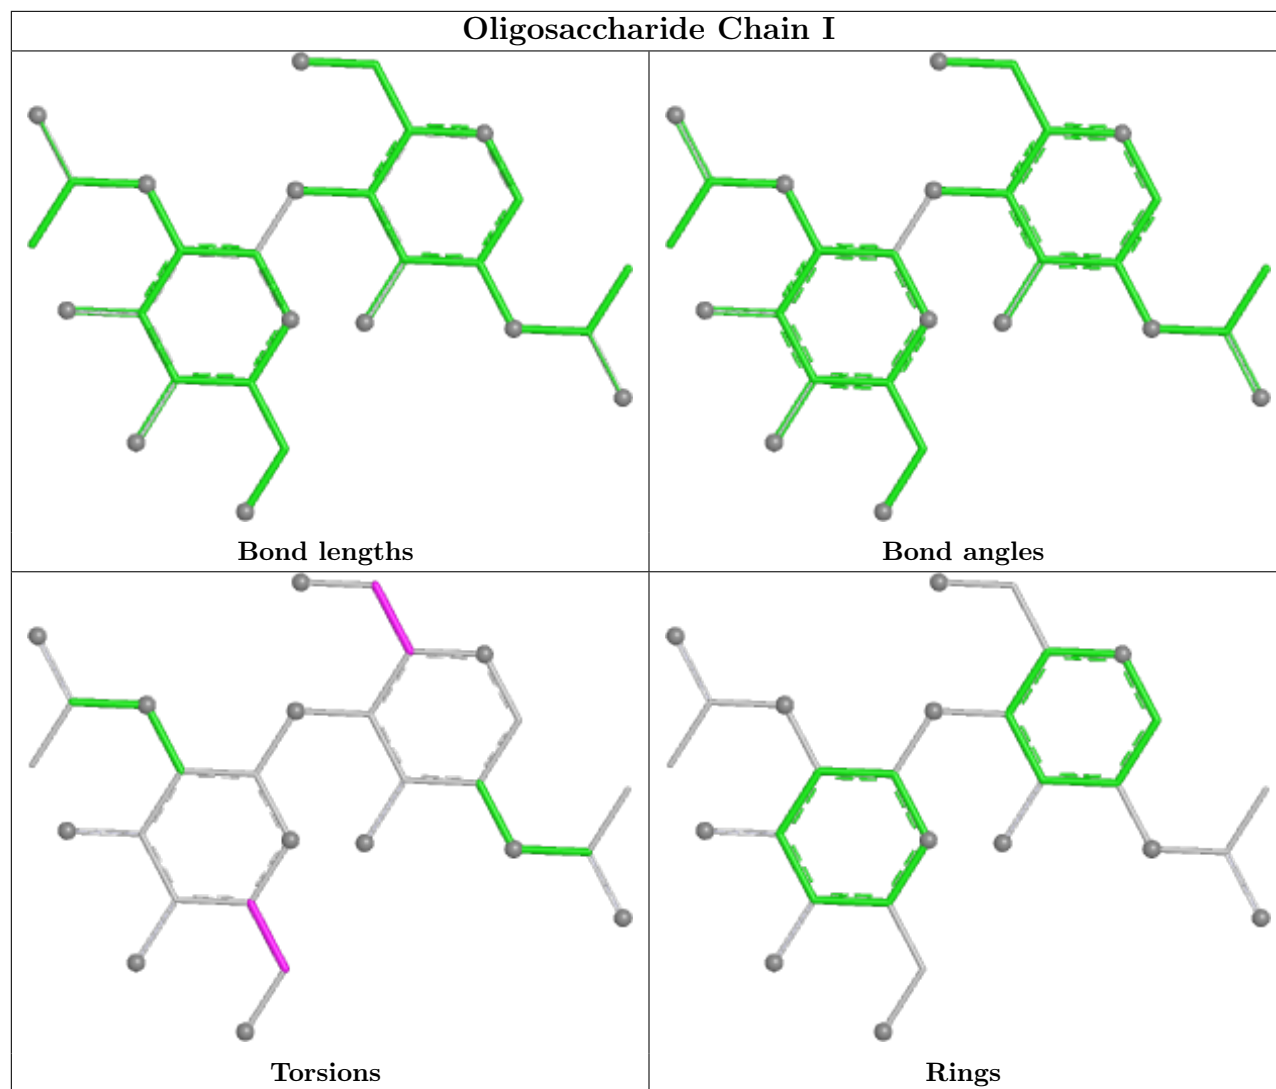 Oligosaccharide Chain I
Bond lengths
Bond angles
Torsions
Rings